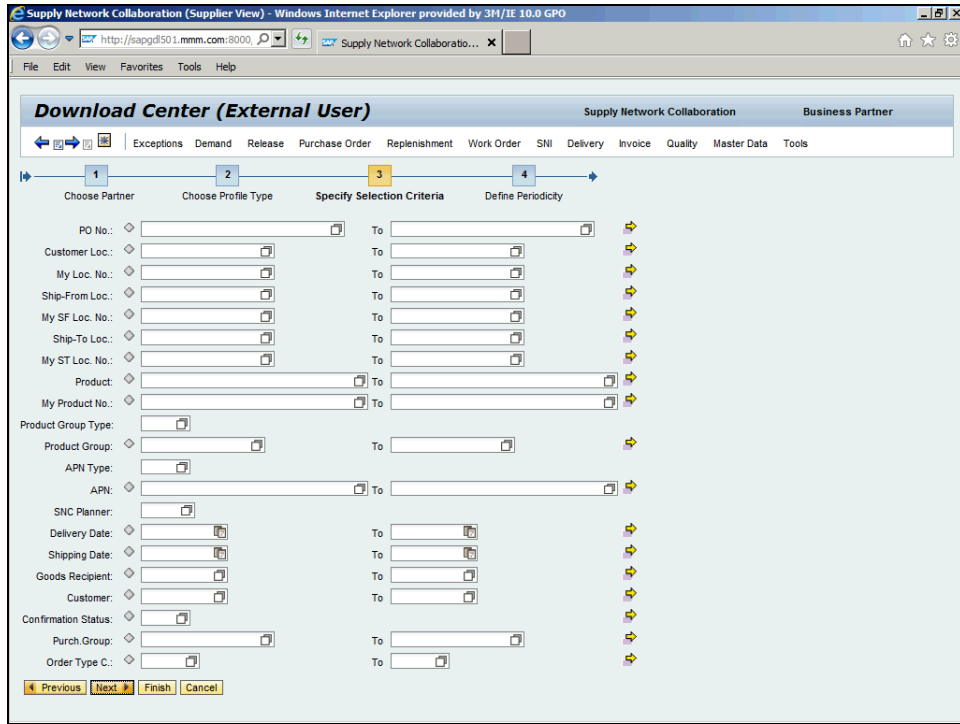 Supply Network Collaboration (Supplier View) - Windows Internet Explorer provided by 3M/IE 10.0 GPO
http://sapgdl501.mmm.com:8000,
Supply Network Collaboratio...
File Edit View Favorites Tools Help
Download Center (External User) Supply Network Collaboration Business Partner
Exceptions Demand Release Purchase Order Replenishment Work Order SNI Delivery Invoice Quality Master Data Tools
1 2 3 4
Choose Partner Choose Profile Type Specify Selection Criteria Define Periodicity
PO No.: To
Customer Loc.: To
My Loc. No.: To
Ship-From Loc.: To
My SF Loc. No.: To
Ship-To Loc.: To
My ST Loc. No.: To
Product: To
My Product No.: To
Product Group Type:
Product Group: To
APN Type:
APN: To
SNC Planner:
Delivery Date: To
Shipping Date: To
Goods Recipient: To
Customer: To
Confirmation Status:
Purch.Group: To
Order Type C.: To
Previous Next Finish Cancel